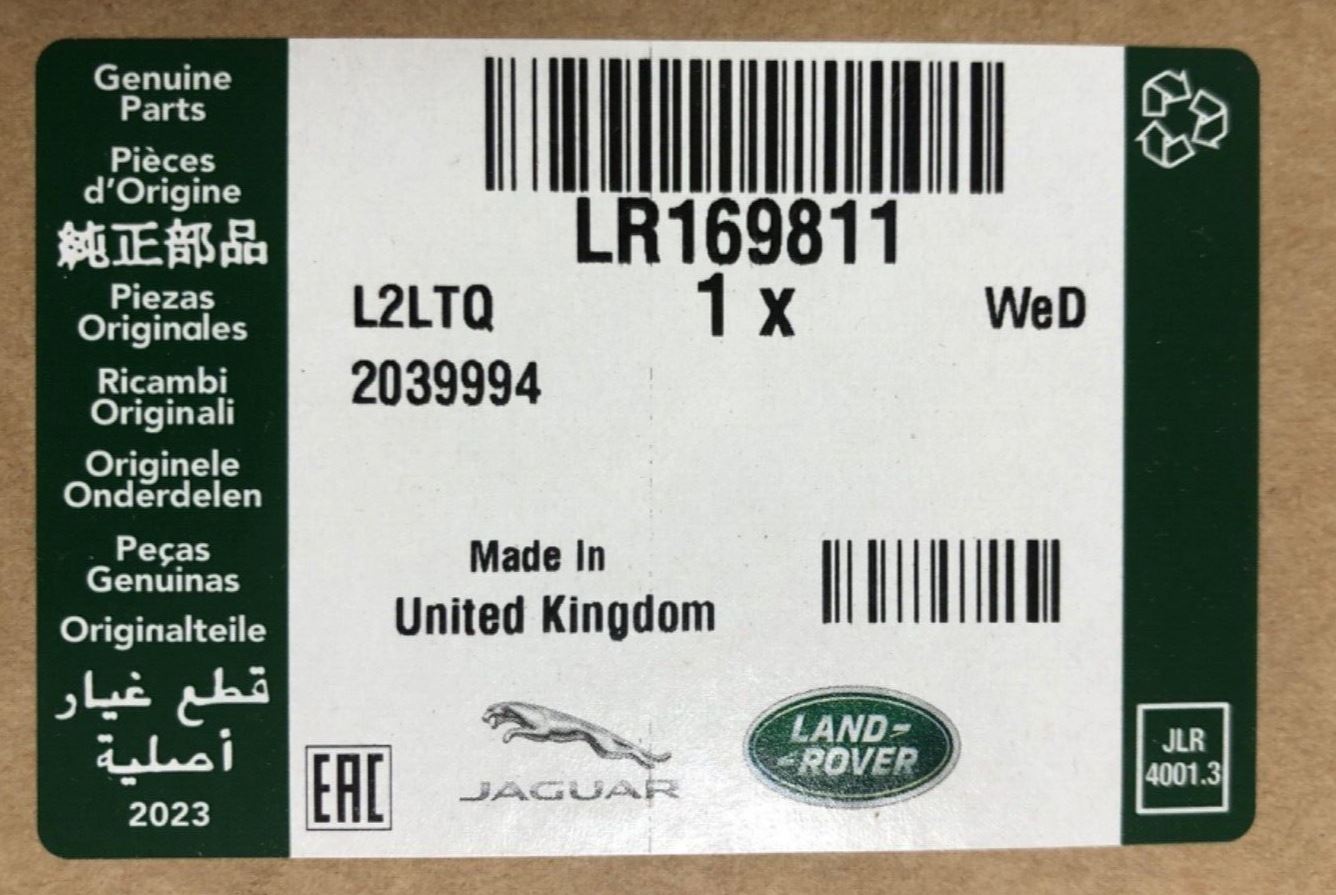 Genuine
Parts
Pièces
d'Origine
純正部品
Piezas
Originales
Ricambi
Originali
Originele
Onderdelen
Peças
Genuinas
Originalteile
قطع غيار
أصلية
2023
LR169811
L2LTQ 1 x WeD
2039994
Made In
United Kingdom
EAC
JAGUAR
LAND-
-ROVER
JLR
4001.3